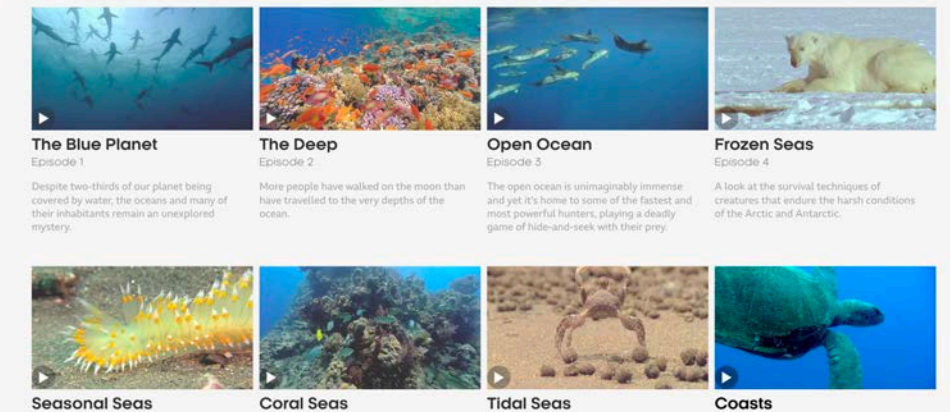 The Blue Planet
Episode 1
Despite two-thirds of our planet being
covered by water, the oceans and many of
their inhabitants remain an unexplored
mystery.
The Deep
Episode 2
More people have walked on the moon than
have travelled to the very depths of the
ocean.
Open Ocean
Episode 3
The open ocean is unimaginably immense
and yet it's home to some of the fastest and
most powerful hunters, playing a deadly
game of hide-and-seek with their prey.
Frozen Seas
Episode 4
A look at the survival techniques of
creatures that endure the harsh conditions
of the Arctic and Antarctic.
Seasonal Seas
Coral Seas
Tidal Seas
Coasts